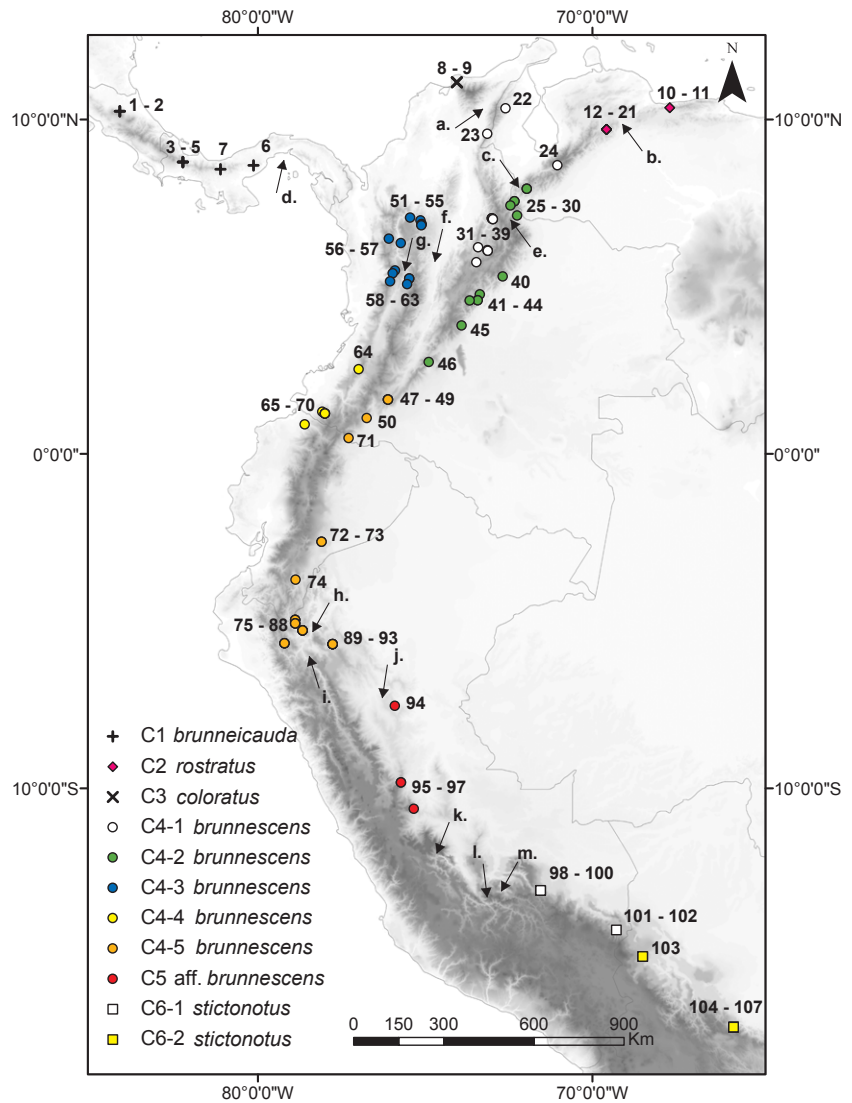 80°0'0"W 70°0'0"W
N
8 - 9
10 - 11
1 - 2
22
12 - 21
10°0'0"N 10°0'0"N
a.
23
3 - 5
7
6
24
b.
c.
d.
51 - 55
25 - 30
f.
31 - 39
g.
e.
56 - 57
40
58 - 63
41 - 44
45
64
46
65 - 70
47 - 49
50
71
0°0'0" 0°0'0"
72 - 73
74
h.
75 - 88
89 - 93
j.
i.
94
C1 brunneicauda
C2 rostratus
10°0'0"S 10°0'0"S
95 - 97
C3 coloratus
k.
C4-1 brunnescens
C4-2 brunnescens
l.
m.
98 - 100
C4-3 brunnescens
C4-4 brunnescens
101 - 102
C4-5 brunnescens
103
C5 aff. brunnescens
C6-1 stictonotus
104 - 107
C6-2 stictonotus
0 150 300 600 900
Km
80°0'0"W 70°0'0"W